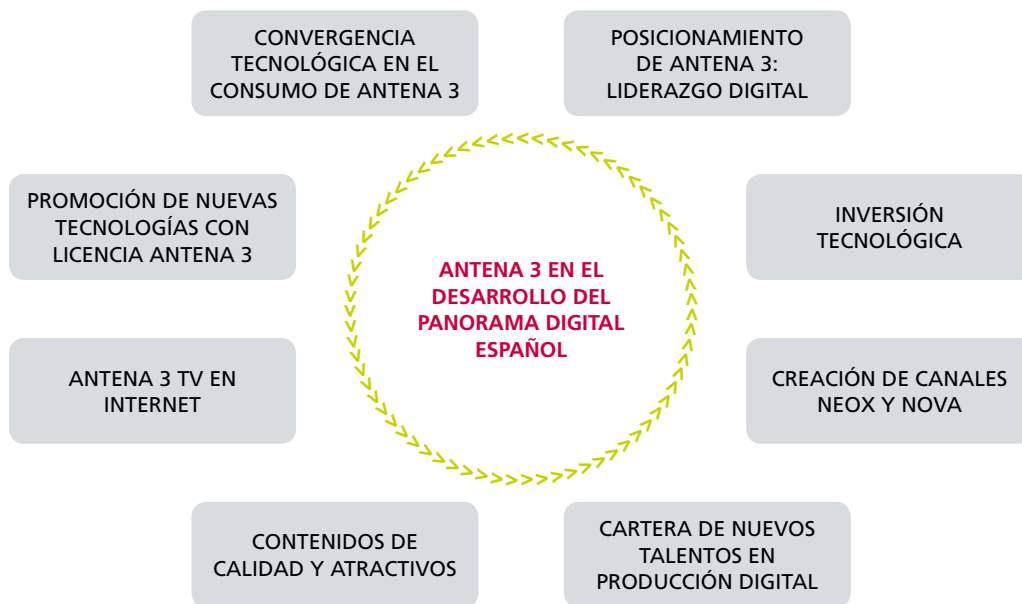 CONVERGENCIA
TECNOLÓGICA EN EL
CONSUMO DE ANTENA 3
POSICIONAMIENTO
DE ANTENA 3:
LIDERAZGO DIGITAL
PROMOCIÓN DE NUEVAS
TECNOLOGÍAS CON
LICENCIA ANTENA 3
INVERSIÓN
TECNOLÓGICA
ANTENA 3 EN EL
DESARROLLO DEL
PANORAMA DIGITAL
ESPAÑOL
ANTENA 3 TV EN
INTERNET
CREACIÓN DE CANALES
NEOX Y NOVA
CONTENIDOS DE
CALIDAD Y ATRACTIVOS
CARTERA DE NUEVOS
TALENTOS EN
PRODUCCIÓN DIGITAL